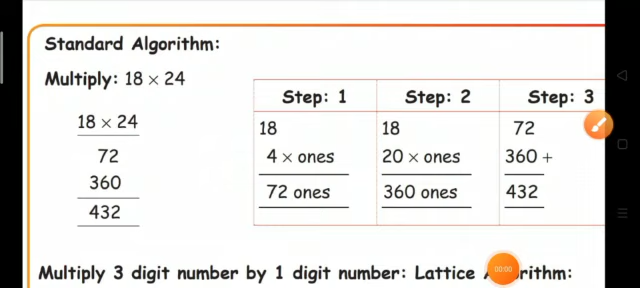 Standard Algorithm:
Multiply: 18 × 24
18 × 24
72
360
432
Step: 1 Step: 2 Step: 3
18 18 72
4 × ones 20 × ones 360 +
72 ones 360 ones 432
Multiply 3 digit number by 1 digit number: Lattice Algorithm:
00:00